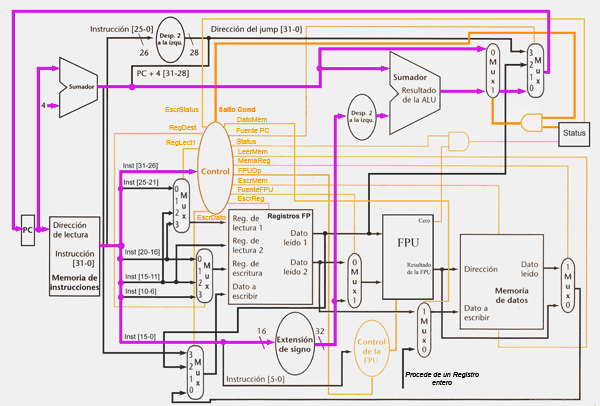 Instrucción [25-0]
26
Desp. 2
a la izqu.
28
Dirección del jump [31-0]
PC + 4 [31-28]
Sumador
4
EscrStatus
Salto Cond
DatoMem
RegDest
Fuente PC
Status
RegLect1
LeerMem
MemaReg
FPUOp
EscrMem
FuenteFPU
EscrReg
EscrDato
Control
Desp. 2
a la izqu.
Sumador
Resultado
de la ALU
0
M
u
x
1
3
2
1
0
Mux
Status
PC
Dirección
de lectura
Instrucción
[31-0]
Memoria de
instrucciones
Inst [31-26]
Inst [25-21]
Inst [20-16]
Inst [15-11]
Inst [10-6]
Inst [15-0]
0
1
2
3
M
u
x
0
1
2
3
Mux
Registros FP
Reg. de
lectura 1
Reg. de
lectura 2
Reg. de
escritura
Dato a
escribir
Dato
leído 1
Dato
leído 2
0
M
u
x
1
Cero
FPU
Resultado
de la FPU
Dirección
Dato
leído
Memoria
de datos
Dato a
escribir
1
M
u
x
0
1
Mux
0
16
Extensión
de signo
32
Control
de la
FPU
3
2
1
0
M
u
x
Instrucción [5-0]
Procede de un Registro
entero